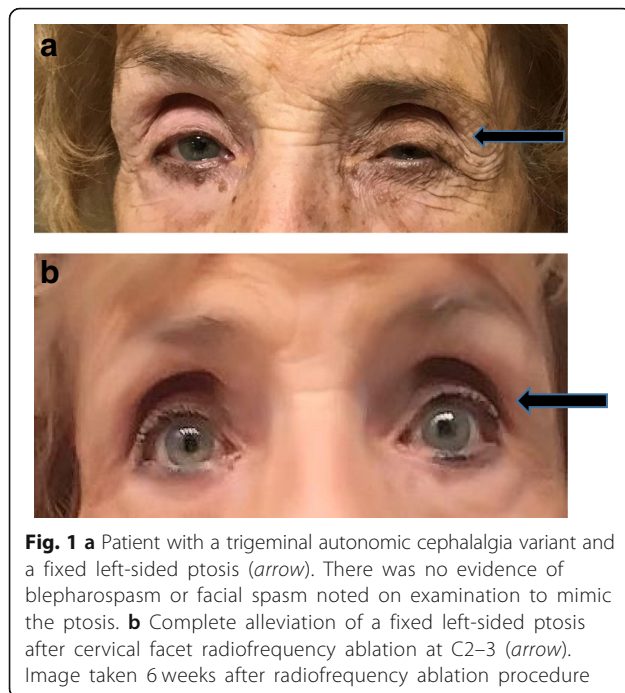 a
b
Fig. 1 a Patient with a trigeminal autonomic cephalalgia variant and
a fixed left-sided ptosis (arrow). There was no evidence of
blepharospasm or facial spasm noted on examination to mimic
the ptosis. b Complete alleviation of a fixed left-sided ptosis
after cervical facet radiofrequency ablation at C2–3 (arrow).
Image taken 6 weeks after radiofrequency ablation procedure